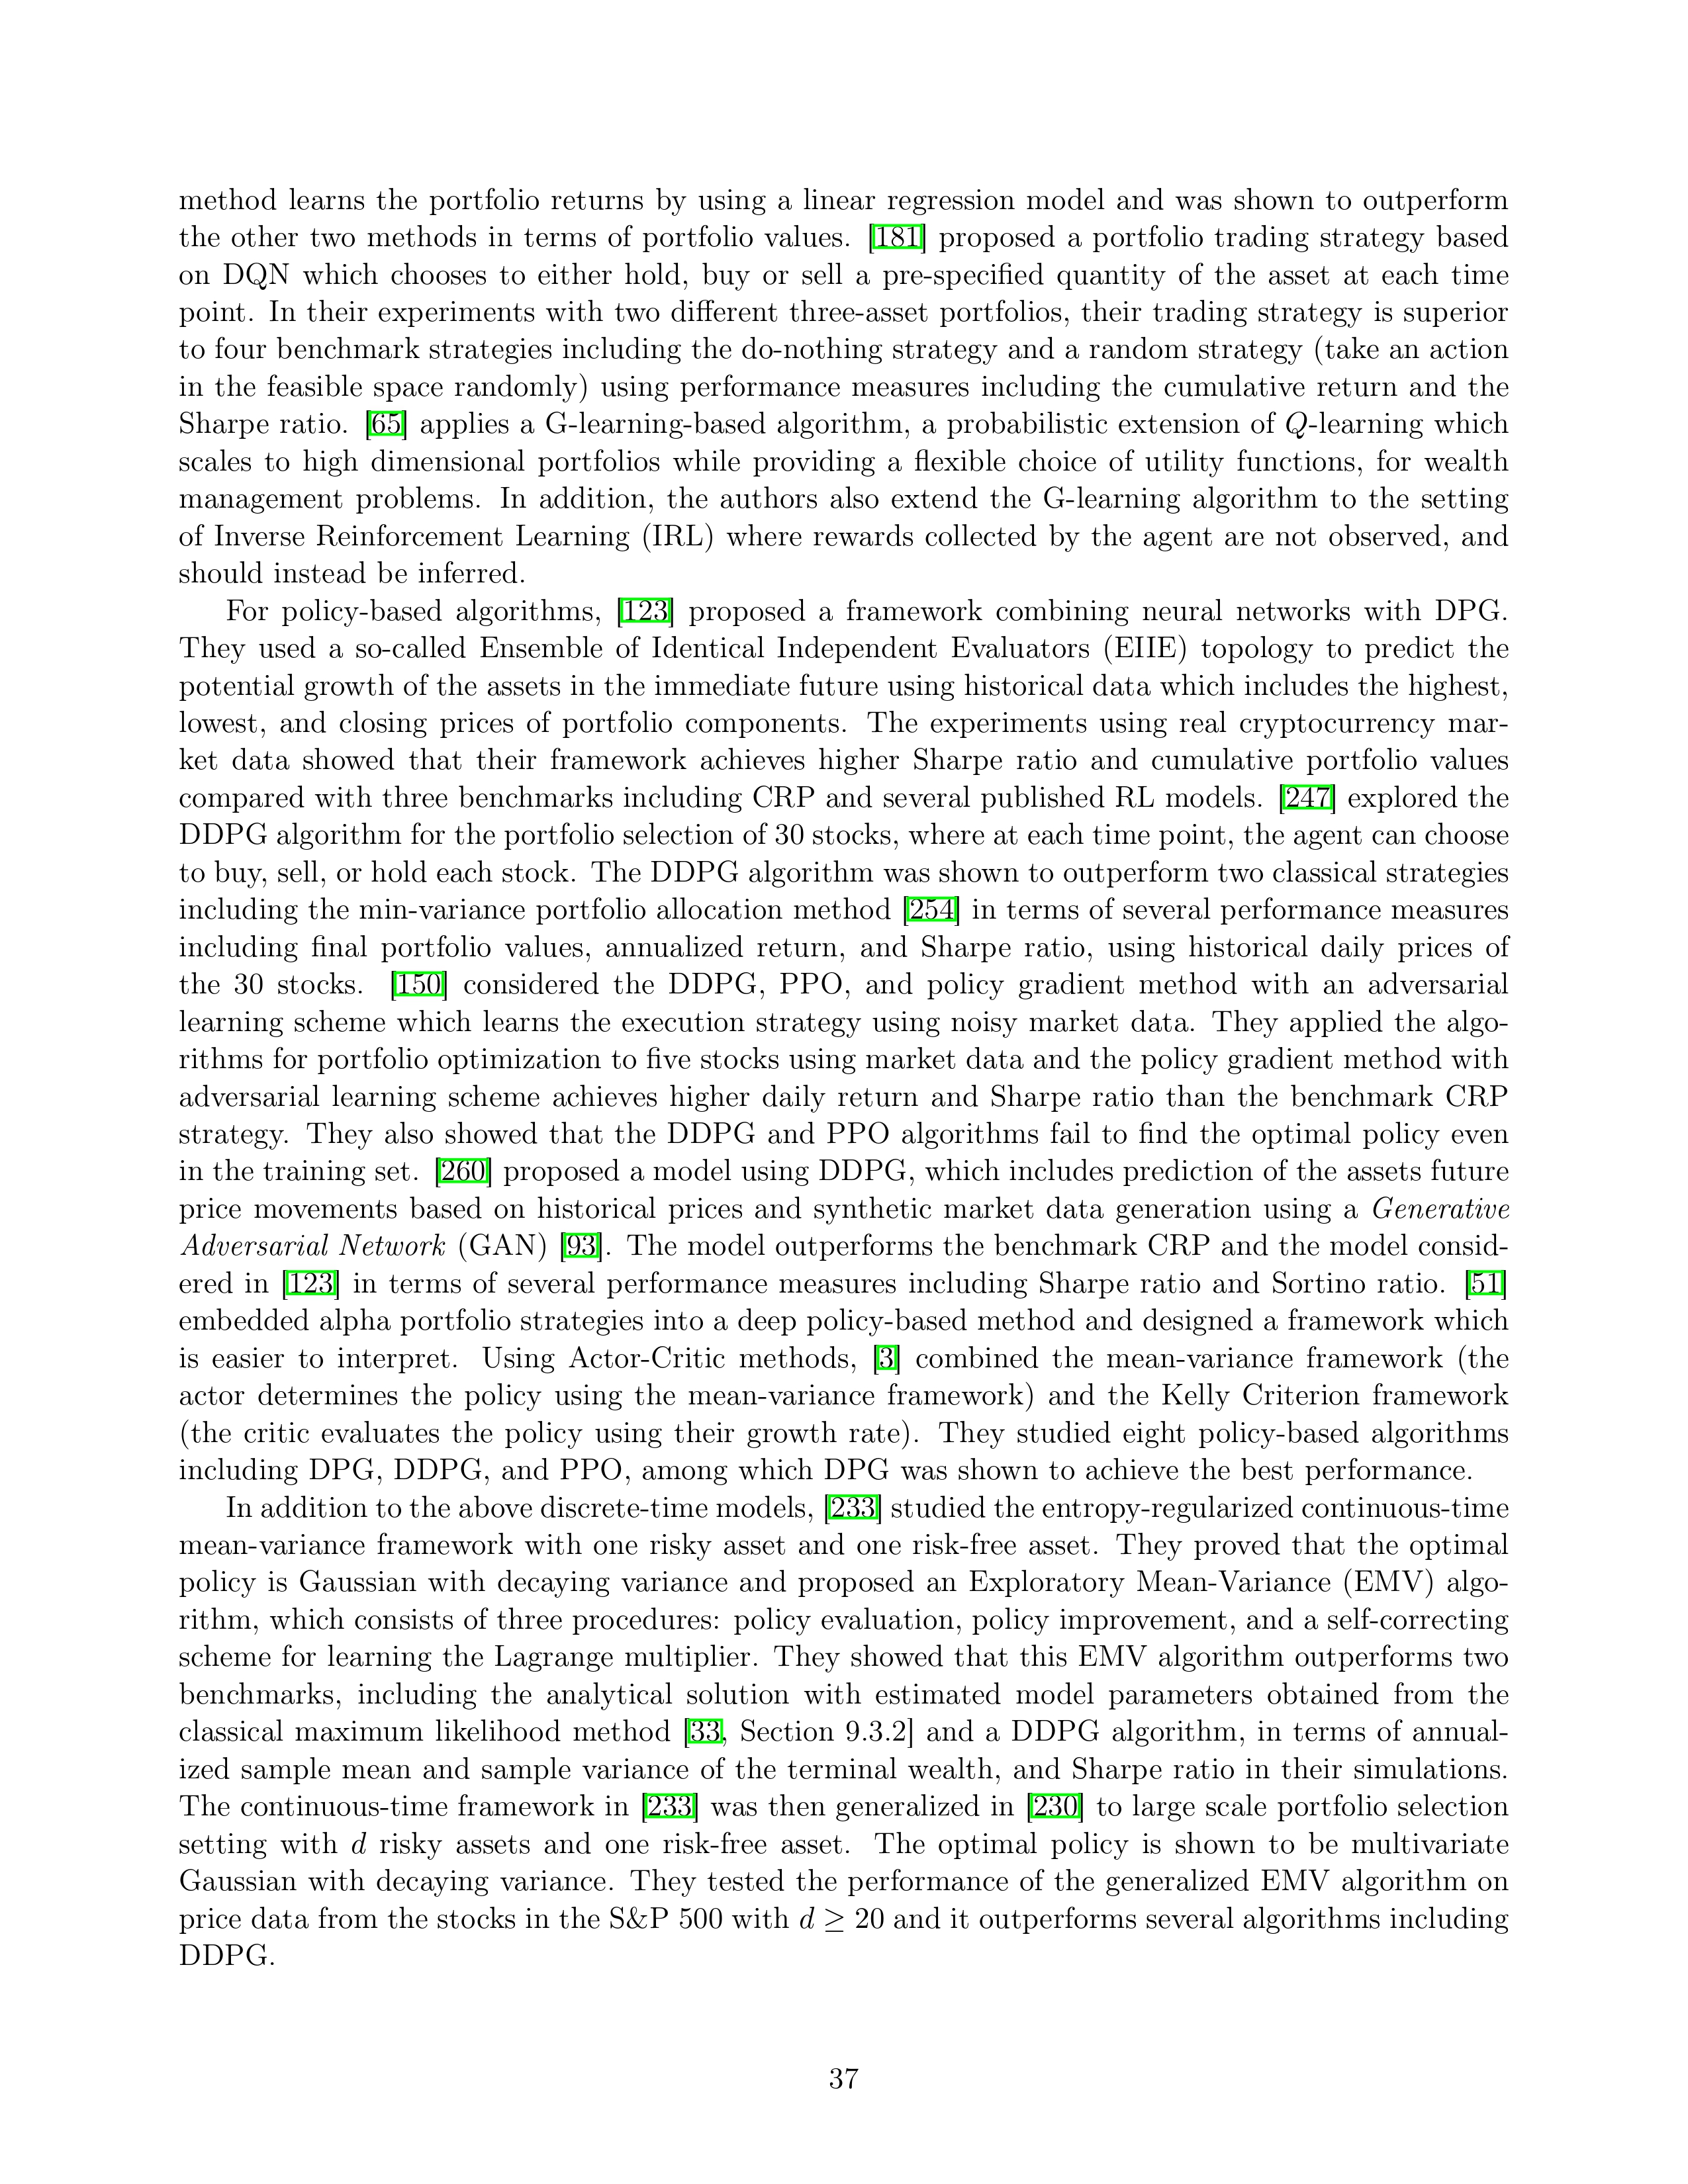 method learns the portfolio returns by using a linear regression model and was shown to outperform
the other two methods in terms of portfolio values. [181] proposed a portfolio trading strategy based
on DQN which chooses to either hold, buy or sell a pre-specified quantity of the asset at each time
point. In their experiments with two different three-asset portfolios, their trading strategy is superior
to four benchmark strategies including the do-nothing strategy and a random strategy (take an action
in the feasible space randomly) using performance measures including the cumulative return and the
Sharpe ratio. [65] applies a G-learning-based algorithm, a probabilistic extension of Q-learning which
scales to high dimensional portfolios while providing a flexible choice of utility functions, for wealth
management problems. In addition, the authors also extend the G-learning algorithm to the setting
of Inverse Reinforcement Learning (IRL) where rewards collected by the agent are not observed, and
should instead be inferred.
For policy-based algorithms, [123] proposed a framework combining neural networks with DPG.
They used a so-called Ensemble of Identical Independent Evaluators (EIIE) topology to predict the
potential growth of the assets in the immediate future using historical data which includes the highest,
lowest, and closing prices of portfolio components. The experiments using real cryptocurrency mar-
ket data showed that their framework achieves higher Sharpe ratio and cumulative portfolio values
compared with three benchmarks including CRP and several published RL models. [247] explored the
DDPG algorithm for the portfolio selection of 30 stocks, where at each time point, the agent can choose
to buy, sell, or hold each stock. The DDPG algorithm was shown to outperform two classical strategies
including the min-variance portfolio allocation method [254] in terms of several performance measures
including final portfolio values, annualized return, and Sharpe ratio, using historical daily prices of
the 30 stocks. [150] considered the DDPG, PPO, and policy gradient method with an adversarial
learning scheme which learns the execution strategy using noisy market data. They applied the algo-
rithms for portfolio optimization to five stocks using market data and the policy gradient method with
adversarial learning scheme achieves higher daily return and Sharpe ratio than the benchmark CRP
strategy. They also showed that the DDPG and PPO algorithms fail to find the optimal policy even
in the training set. [260] proposed a model using DDPG, which includes prediction of the assets future
price movements based on historical prices and synthetic market data generation using a Generative
Adversarial Network (GAN) [93]. The model outperforms the benchmark CRP and the model consid-
ered in [123] in terms of several performance measures including Sharpe ratio and Sortino ratio. [51]
embedded alpha portfolio strategies into a deep policy-based method and designed a framework which
is easier to interpret. Using Actor-Critic methods, [3] combined the mean-variance framework (the
actor determines the policy using the mean-variance framework) and the Kelly Criterion framework
(the critic evaluates the policy using their growth rate). They studied eight policy-based algorithms
including DPG, DDPG, and PPO, among which DPG was shown to achieve the best performance.
In addition to the above discrete-time models, [233] studied the entropy-regularized continuous-time
mean-variance framework with one risky asset and one risk-free asset. They proved that the optimal
policy is Gaussian with decaying variance and proposed an Exploratory Mean-Variance (EMV) algo-
rithm, which consists of three procedures: policy evaluation, policy improvement, and a self-correcting
scheme for learning the Lagrange multiplier. They showed that this EMV algorithm outperforms two
benchmarks, including the analytical solution with estimated model parameters obtained from the
classical maximum likelihood method [33, Section 9.3.2] and a DDPG algorithm, in terms of annual-
ized sample mean and sample variance of the terminal wealth, and Sharpe ratio in their simulations.
The continuous-time framework in [233] was then generalized in [230] to large scale portfolio selection
setting with d risky assets and one risk-free asset. The optimal policy is shown to be multivariate
Gaussian with decaying variance. They tested the performance of the generalized EMV algorithm on
price data from the stocks in the S&P 500 with d ≥ 20 and it outperforms several algorithms including
DDPG.
37